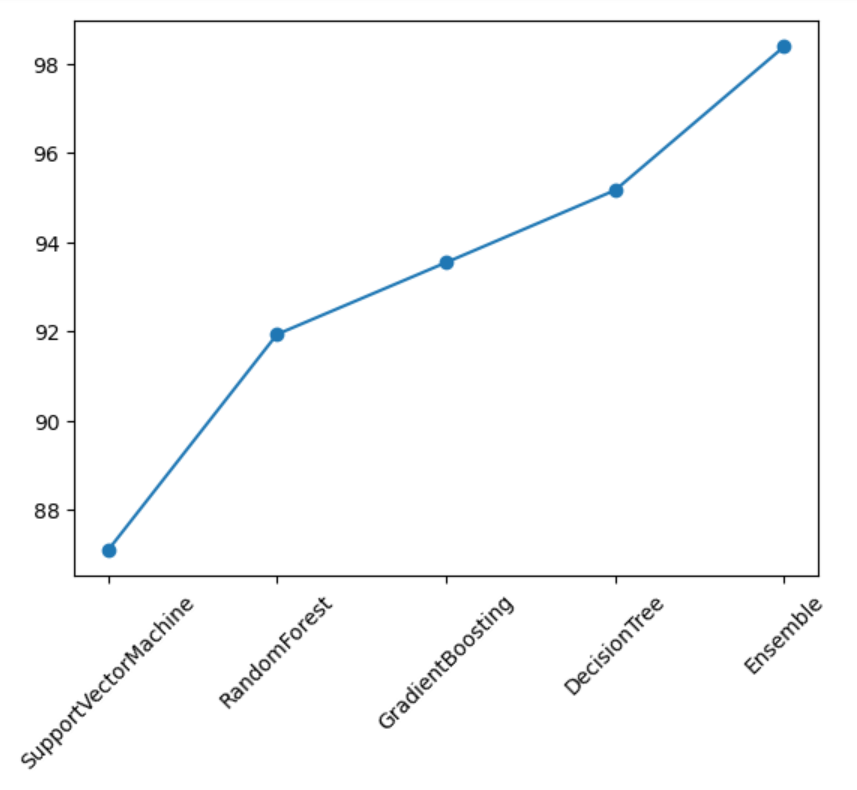 98
96
94
92
90
88
SupportVectorMachine
RandomForest
GradientBoosting
DecisionTree
Ensemble